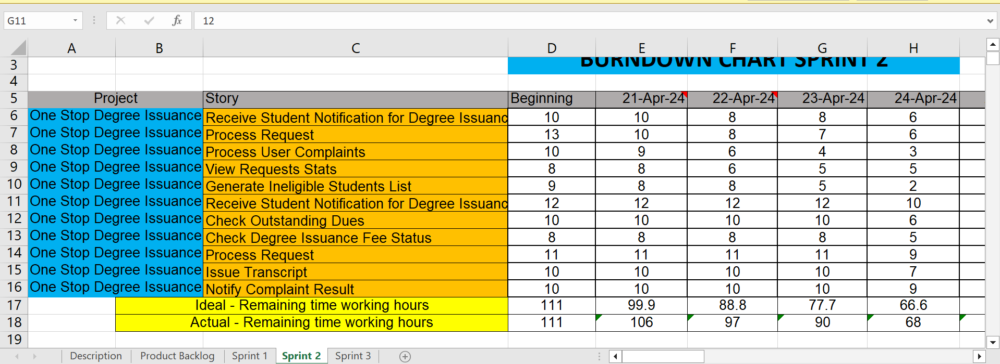 G11 fx 12
A B C D E F G H
3 BURNDOWN CHART SPRINT 2
4
5 Project Story Beginning 21-Apr-24 22-Apr-24 23-Apr-24 24-Apr-24
6 One Stop Degree Issuance Receive Student Notification for Degree Issuanc 10 10 8 8 6
7 One Stop Degree Issuance Process Request 13 10 8 7 6
8 One Stop Degree Issuance Process User Complaints 10 9 6 4 3
9 One Stop Degree Issuance View Requests Stats 8 8 6 5 5
10 One Stop Degree Issuance Generate Ineligible Students List 9 8 8 5 2
11 One Stop Degree Issuance Receive Student Notification for Degree Issuanc 12 12 12 12 10
12 One Stop Degree Issuance Check Outstanding Dues 10 10 10 10 6
13 One Stop Degree Issuance Check Degree Issuance Fee Status 8 8 8 8 5
14 One Stop Degree Issuance Process Request 11 11 11 11 9
15 One Stop Degree Issuance Issue Transcript 10 10 10 10 7
16 One Stop Degree Issuance Notify Complaint Result 10 10 10 10 9
17 Ideal - Remaining time working hours 111 99.9 88.8 77.7 66.6
18 Actual - Remaining time working hours 111 106 97 90 68
19
Description Product Backlog Sprint 1 Sprint 2 Sprint 3